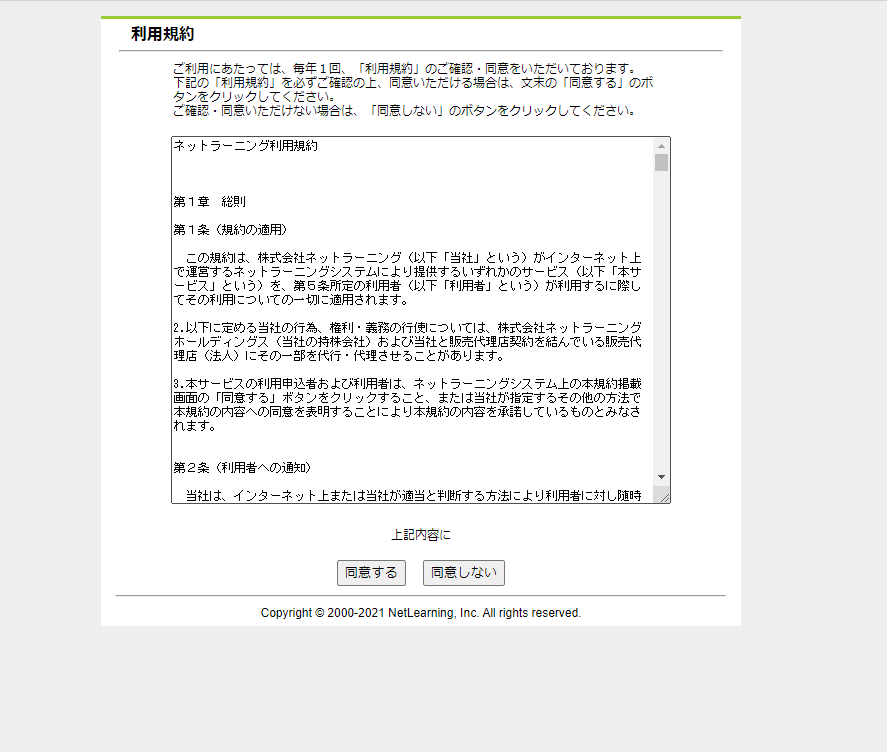 利用規約
ご利用にあたっては、毎年１回、「利用規約」のご確認・同意をいただいております。
下記の「利用規約」を必ずご確認の上、同意いただける場合は、文末の「同意する」のボ
タンをクリックしてください。
ご確認・同意いただけない場合は、「同意しない」のボタンをクリックしてください。
ネットラーニング利用規約
第１章　総則
第１条（規約の適用）
　この規約は、株式会社ネットラーニング（以下「当社」という）がインターネット上
で運営するネットラーニングシステムにより提供するいずれかのサービス（以下「本サ
ービス」という）を、第５条所定の利用者（以下「利用者」という）が利用するに際し
てその利用についての一切に適用されます。
2.以下に定める当社の行為、権利・義務の行使については、株式会社ネットラーニング
ホールディングス（当社の持株会社）および当社と販売代理店契約を結んでいる販売代
理店（法人）にその一部を代行・代理させることがあります。
3.本サービスの利用申込者および利用者は、ネットラーニングシステム上の本規約掲載
画面の「同意する」ボタンをクリックすること、または当社が指定するその他の方法で
本規約の内容への同意を表明することにより本規約の内容を承諾しているものとみなさ
れます。
第２条（利用者への通知）
　当社は、インターネット上または当社が適当と判断する方法により利用者に対し随時
上記内容に
同意する　同意しない
Copyright © 2000-2021 NetLearning, Inc. All rights reserved.